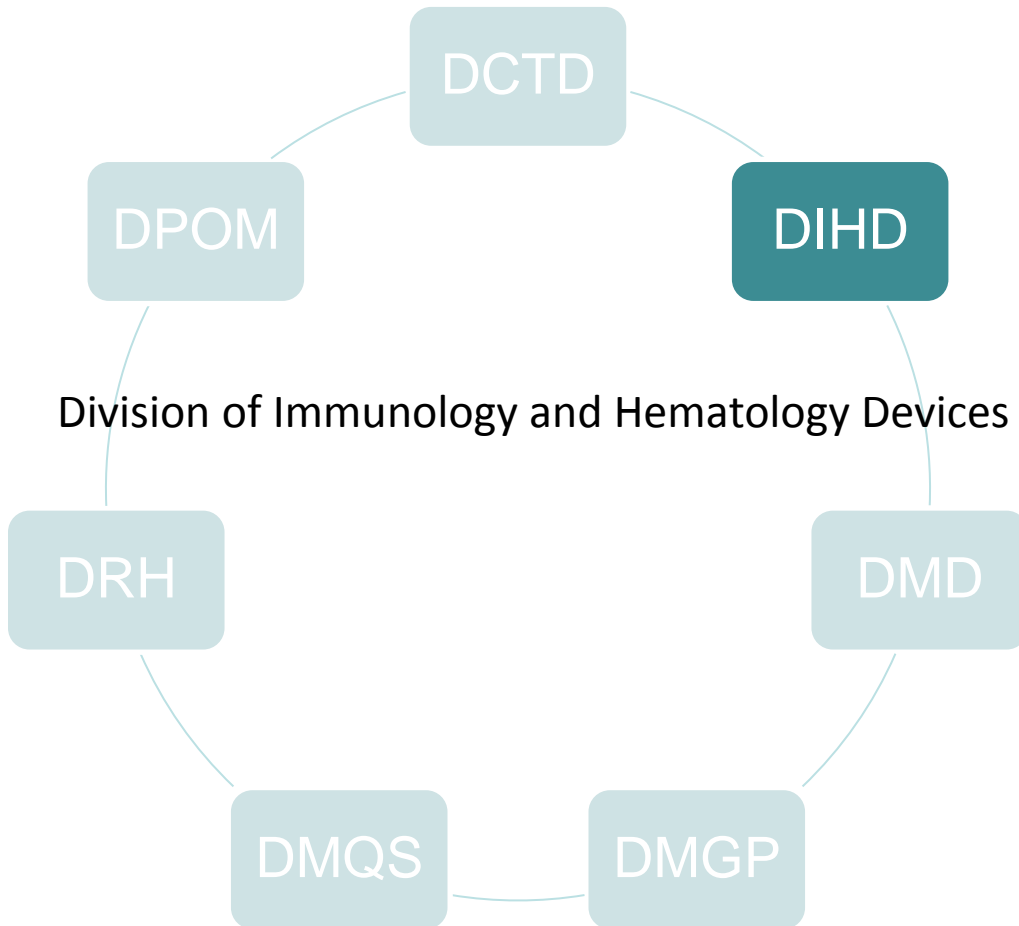 DCTD
DPOM
DIHD
Division of Immunology and Hematology Devices
DRH
DMD
DMQS
DMGP